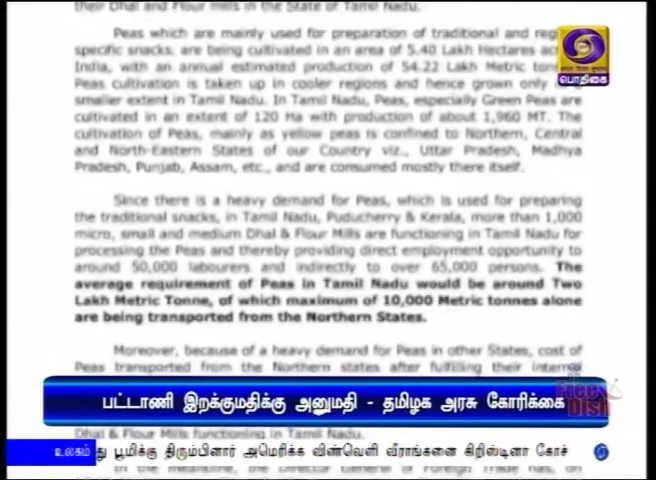 their Dhal and Flour mills in the State of Tamil Nadu.
Peas which are mainly used for preparation of traditional and
specific snacks, are being cultivated in an area of 5.40 Lakh Hectares
India, with an annual estimated production of 54.22 Lakh Metric
Peas cultivation is taken up in cooler regions and hence grown only
smaller extent in Tamil Nadu. In Tamil Nadu, Peas, especially Green Peas are
cultivated in an extent of 120 Ha with production of about 1,960 MT. The
cultivation of Peas, mainly as yellow peas is confined to Northern, Central
and North-Eastern States of our Country viz., Uttar Pradesh, Madhya
Pradesh, Punjab, Assam, etc., and are consumed mostly there itself.
பொதிகை
Since there is a heavy demand for Peas, which is used for preparing
the traditional snacks, in Tamil Nadu, Puducherry & Kerala, more than 1,000
micro, small and medium Dhal & Flour Mills are functioning in Tamil Nadu for
processing the Peas and thereby providing direct employment opportunity to
around 50,000 labourers and indirectly to over 65,000 persons. The
average requirement of Peas in Tamil Nadu would be around Two
Lakh Metric Tonne, of which maximum of 10,000 Metric tonnes alone
are being transported from the Northern States.
Moreover, because of a heavy demand for Peas in other States, cost of
Peas transported from the Northern states after fulfilling their internal
பட்டாணி இறக்குமதிக்கு அனுமதி - தமிழக அரசு கோரிக்கை
Free Dish
Dhal & Flour Mills functioning in Tamil Nadu.
உலகம் து பூமிக்கு திரும்பினார் அமெரிக்க விண்வெளி வீராங்கனை கிறிஸ்டினா கோச்
In the meantime, the Director General of Foreign Trade has, on